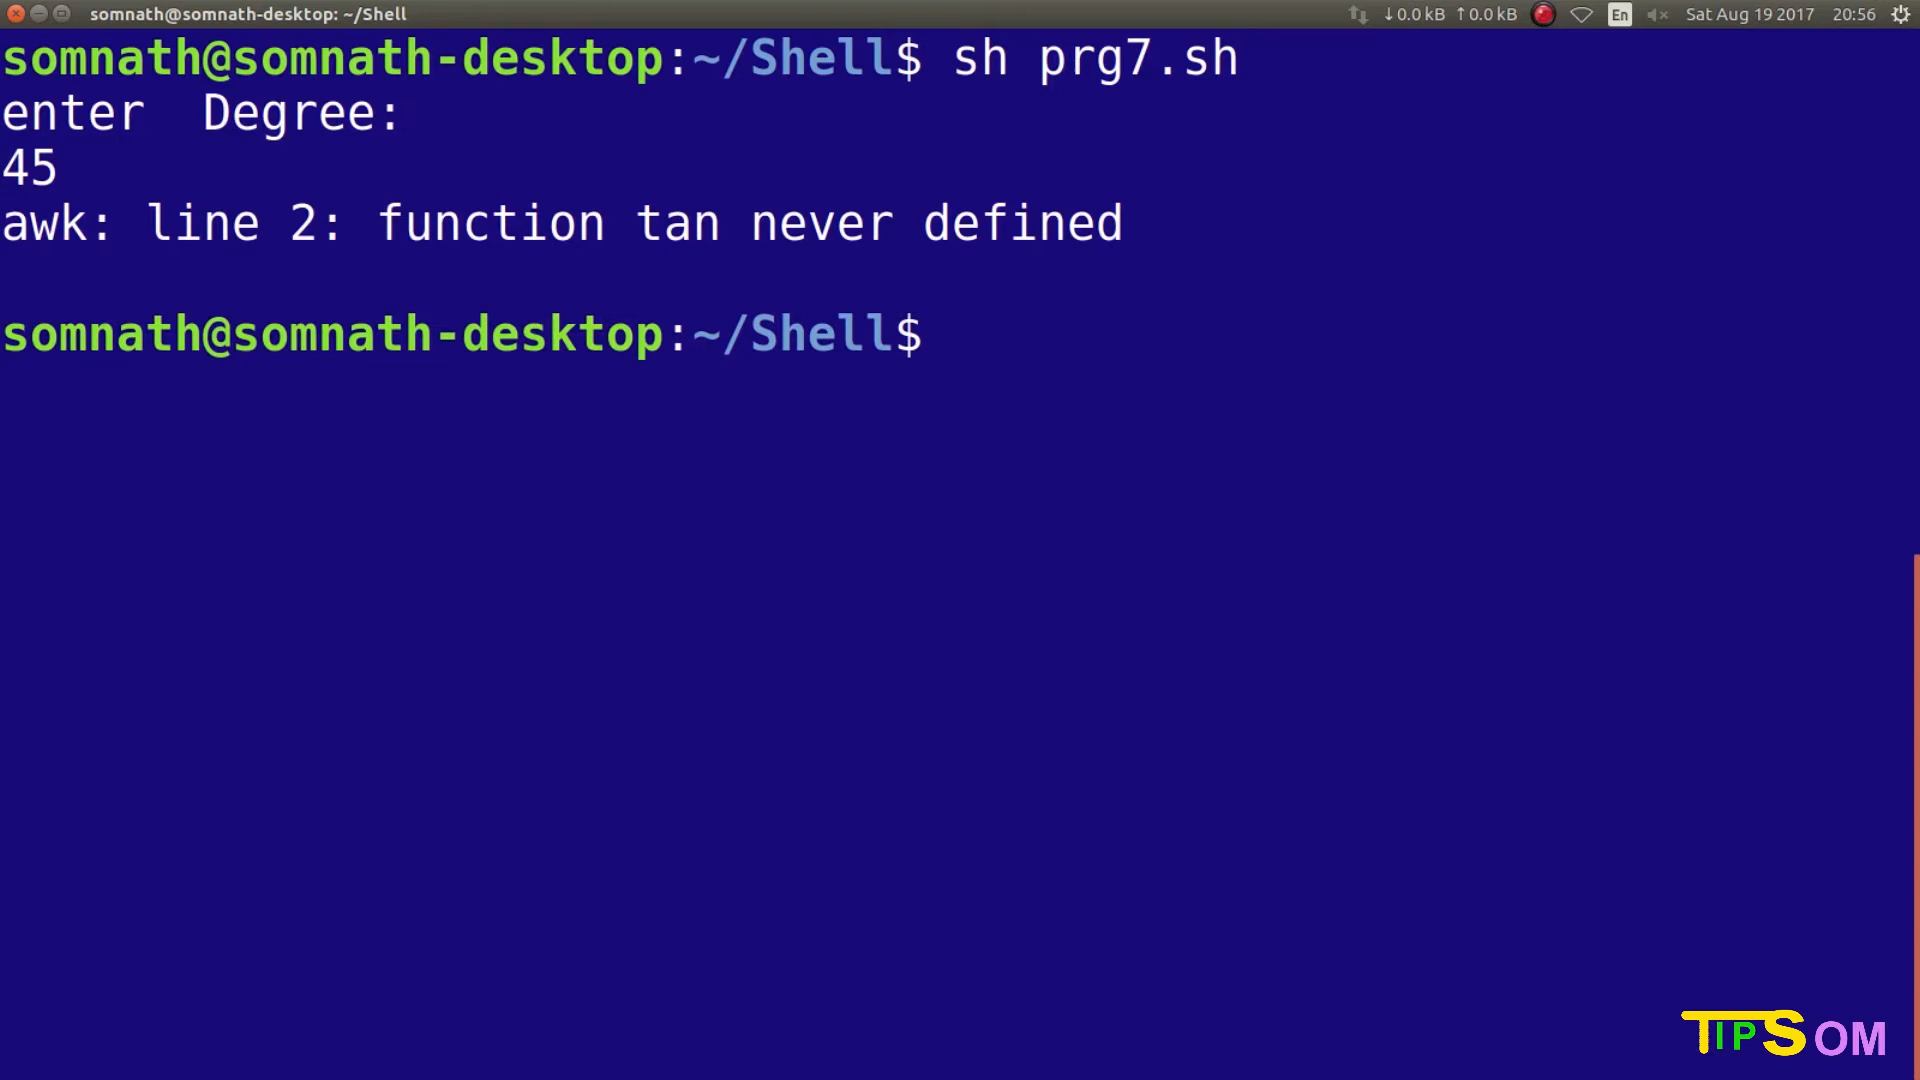 somnath@somnath-desktop: ~/Shell
↓0.0 kB ↑0.0 kB En Sat Aug 19 2017 20:56
somnath@somnath-desktop:~/Shell$ sh prg7.sh
enter  Degree:
45
awk: line 2: function tan never defined
somnath@somnath-desktop:~/Shell$
TIPSOM